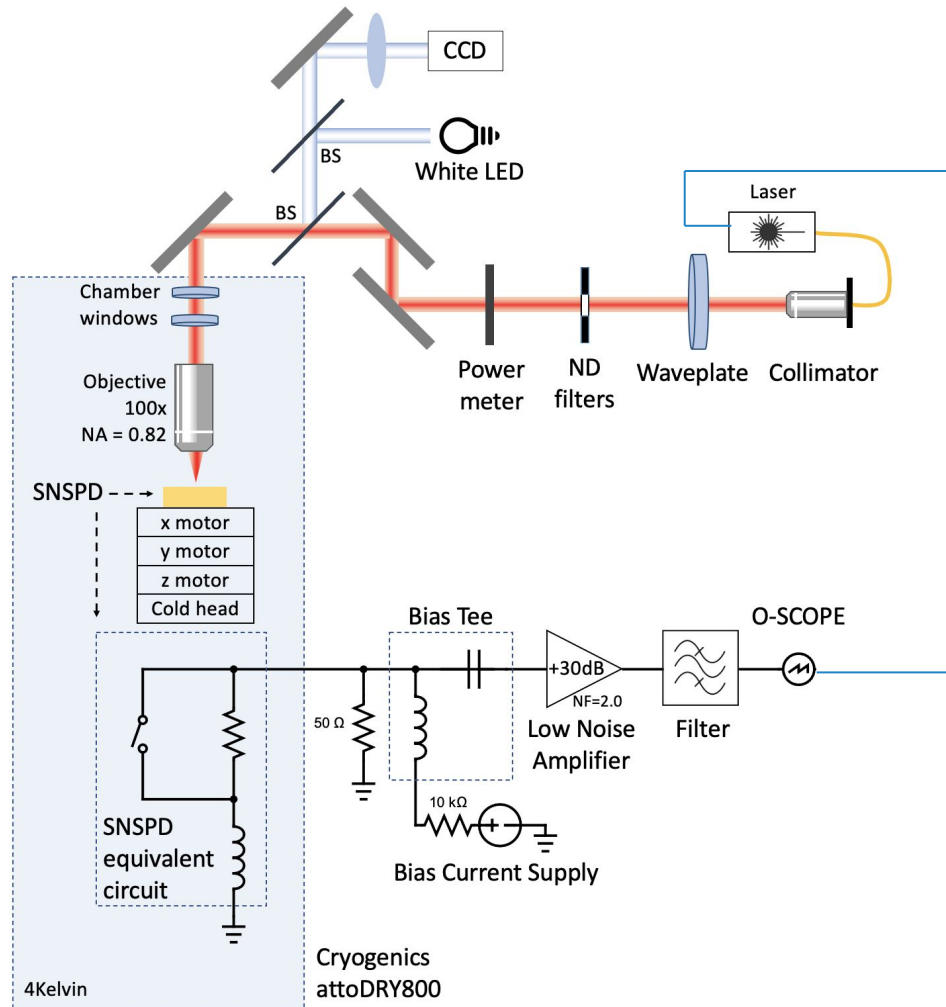 CCD
BS
White LED
BS
Laser
Chamber
windows
Power
meter
ND
filters
Waveplate
Collimator
Objective
100x
NA = 0.82
SNSPD
x motor
y motor
z motor
Cold head
Bias Tee
O-SCOPE
+30dB
NF=2.0
50 Ω
Low Noise
Amplifier
Filter
10 kΩ
+ -
SNSPD
equivalent
circuit
Bias Current Supply
Cryogenics
attoDRY800
4Kelvin